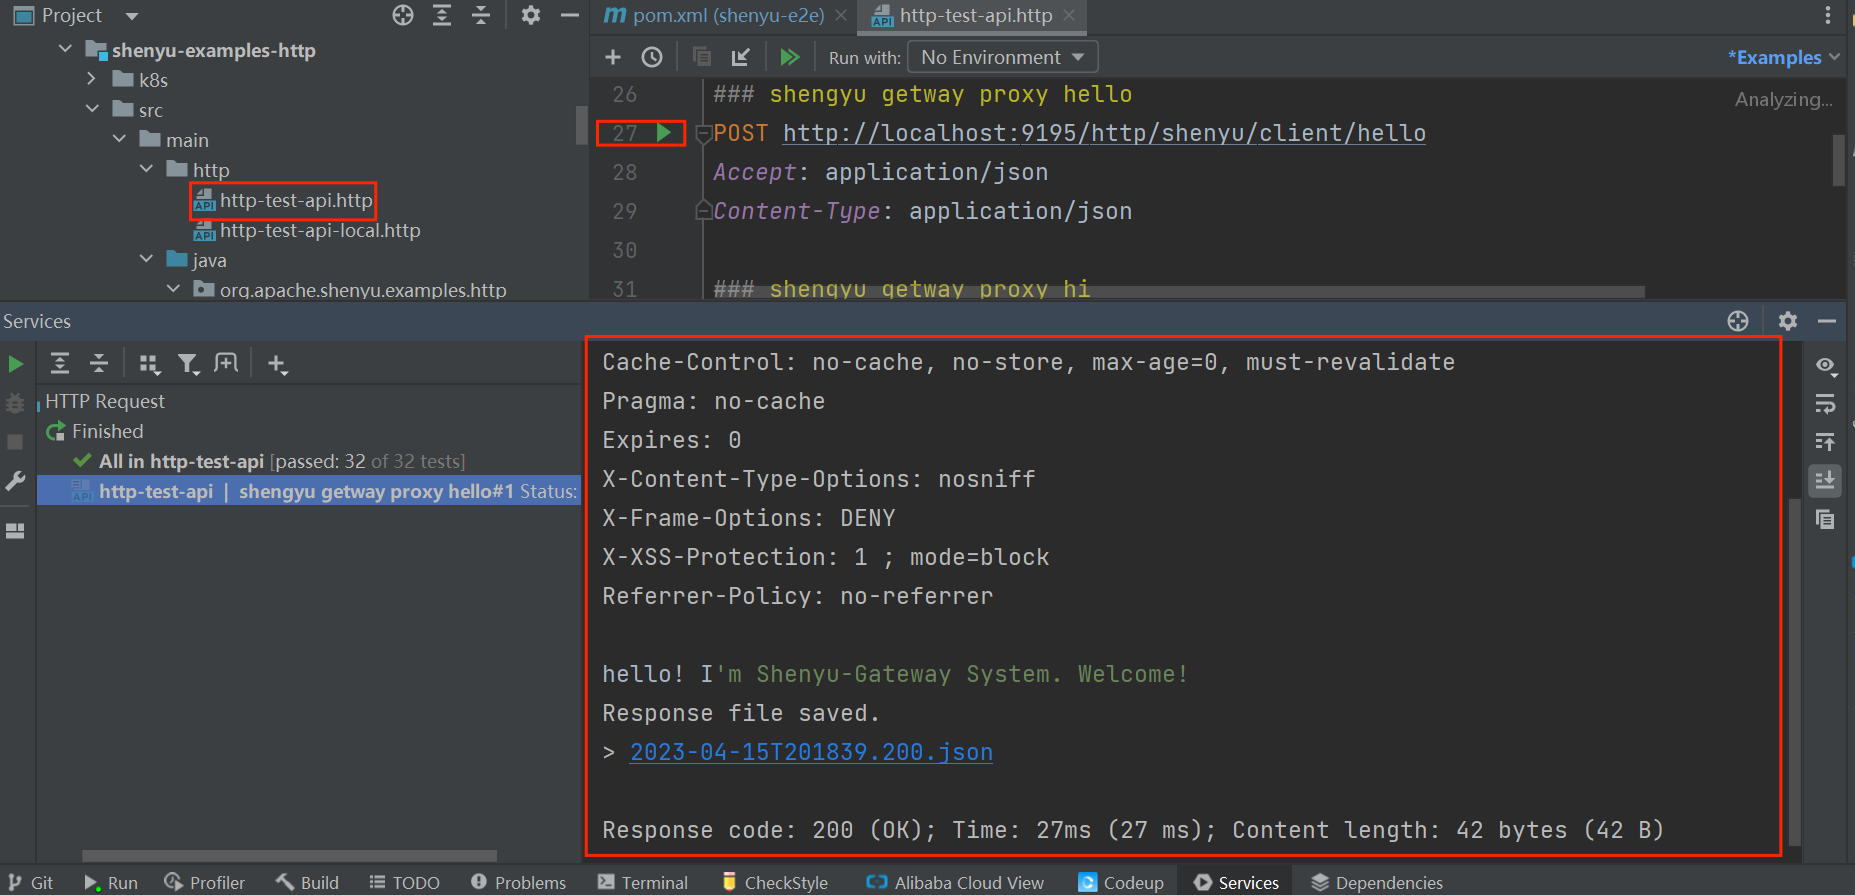 Project
shenyu-examples-http
k8s
src
main
http
http-test-api.http
http-test-api-local.http
java
org.apache.shenyu.examples.http
pom.xml (shenyu-e2e)
http-test-api.http
Run with: No Environment
*Examples
Analyzing...
26 ### shengyu getway proxy hello
27 POST http://localhost:9195/http/shenyu/client/hello
28 Accept: application/json
29 Content-Type: application/json
30
31 ### shengyu getway proxy hi
Services
HTTP Request
Finished
All in http-test-api [passed: 32 of 32 tests]
http-test-api | shengyu getway proxy hello#1 Status:
Cache-Control: no-cache, no-store, max-age=0, must-revalidate
Pragma: no-cache
Expires: 0
X-Content-Type-Options: nosniff
X-Frame-Options: DENY
X-XSS-Protection: 1 ; mode=block
Referrer-Policy: no-referrer
hello! I'm Shenyu-Gateway System. Welcome!
Response file saved.
> 2023-04-15T201839.200.json
Response code: 200 (OK); Time: 27ms (27 ms); Content length: 42 bytes (42 B)
Git Run Profiler Build TODO Problems Terminal CheckStyle Alibaba Cloud View Codeup Services Dependencies